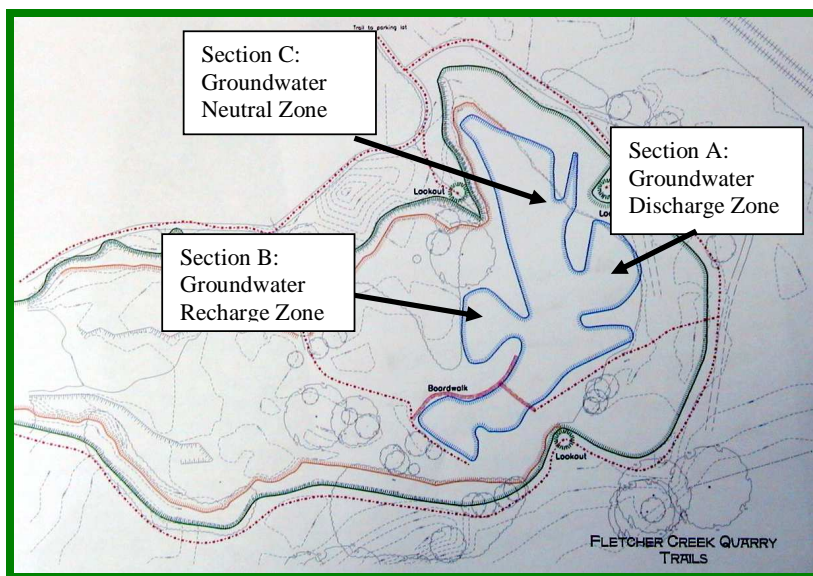 Trail to parking lot
Section C:
Groundwater
Neutral Zone
Section A:
Groundwater
Discharge Zone
Lookout
Loo
Section B:
Groundwater
Recharge Zone
Boardwalk
Lookout
FLETCHER CREEK QUARRY
TRAILS